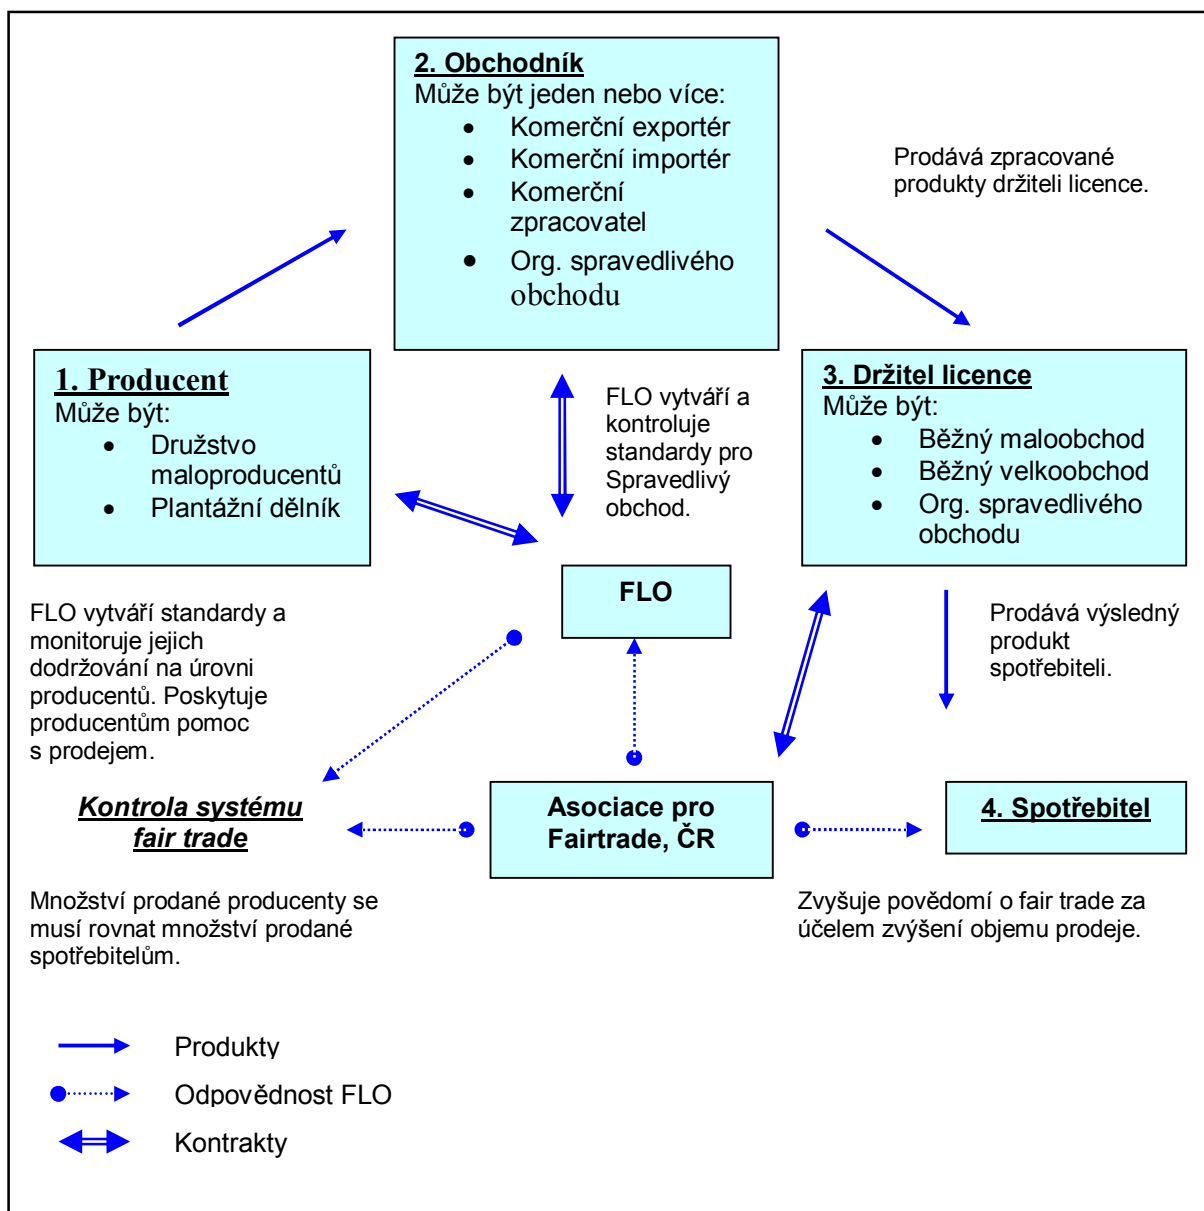 2. Obchodník
Může být jeden nebo více:
• Komerční exportér
• Komerční importér
• Komerční
zpracovatel
• Org. spravedlivého
obchodu
Prodává zpracované
produkty držiteli licence.
1. Producent
Může být:
• Družstvo
maloproducentů
• Plantážní dělník
FLO vytváří a
kontroluje
standardy pro
Spravedlivý
obchod.
3. Držitel licence
Může být:
• Běžný maloobchod
• Běžný velkoobchod
• Org. spravedlivého
obchodu
FLO
FLO vytváří standardy a
monitoruje jejich
dodržování na úrovni
producentů. Poskytuje
producentům pomoc
s prodejem.
Prodává výsledný
produkt
spotřebiteli.
Kontrola systému
fair trade
Asociace pro
Fairtrade, ČR
4. Spotřebitel
Množství prodané producenty se
musí rovnat množství prodané
spotřebitelům.
Zvyšuje povědomí o fair trade za
účelem zvýšení objemu prodeje.
Produkty
Odpovědnost FLO
Kontrakty